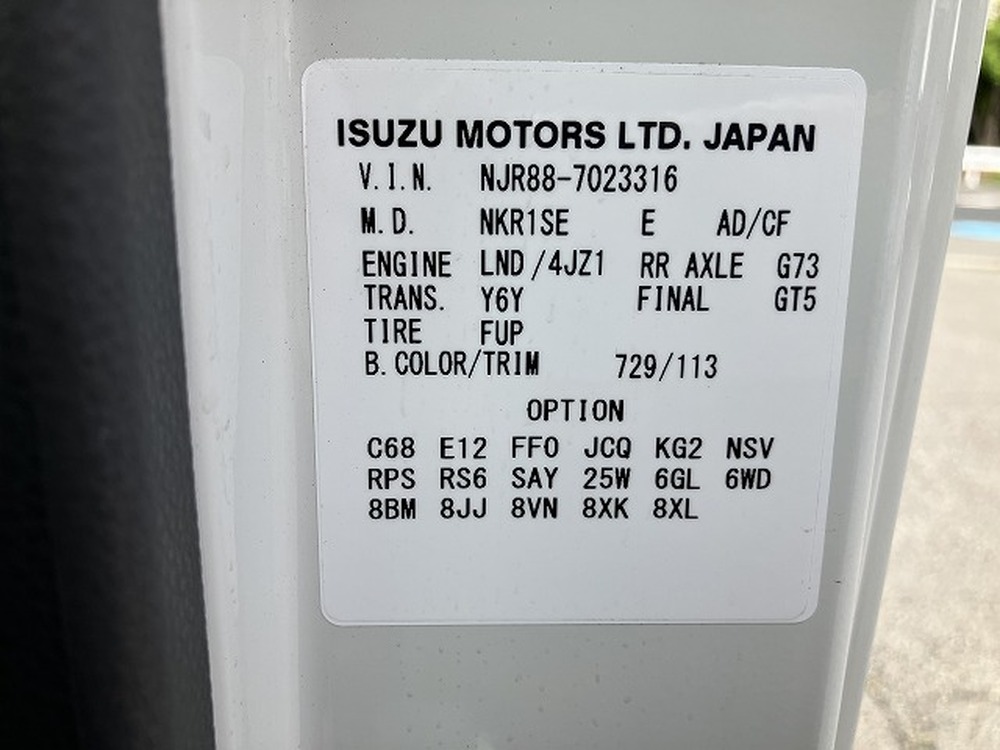 ISUZU MOTORS LTD. JAPAN
V.I.N. NJR88-7023316
M.D. NKR1SE E AD/CF
ENGINE LND/4JZ1 RR AXLE G73
TRANS. Y6Y FINAL GT5
TIRE FUP
B.COLOR/TRIM 729/113
OPTION
C68 E12 FF0 JCQ KG2 NSV
RPS RS6 SAY 25W 6GL 6WD
8BM 8JJ 8VN 8XK 8XL